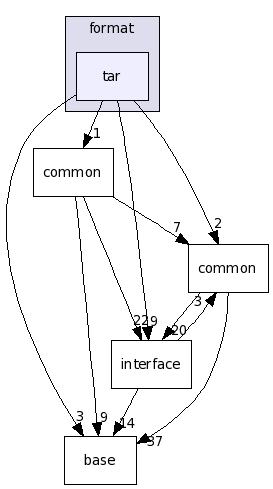 format
tar
1
common
7
2
common
3
229
20
interface
3
9
14
37
base